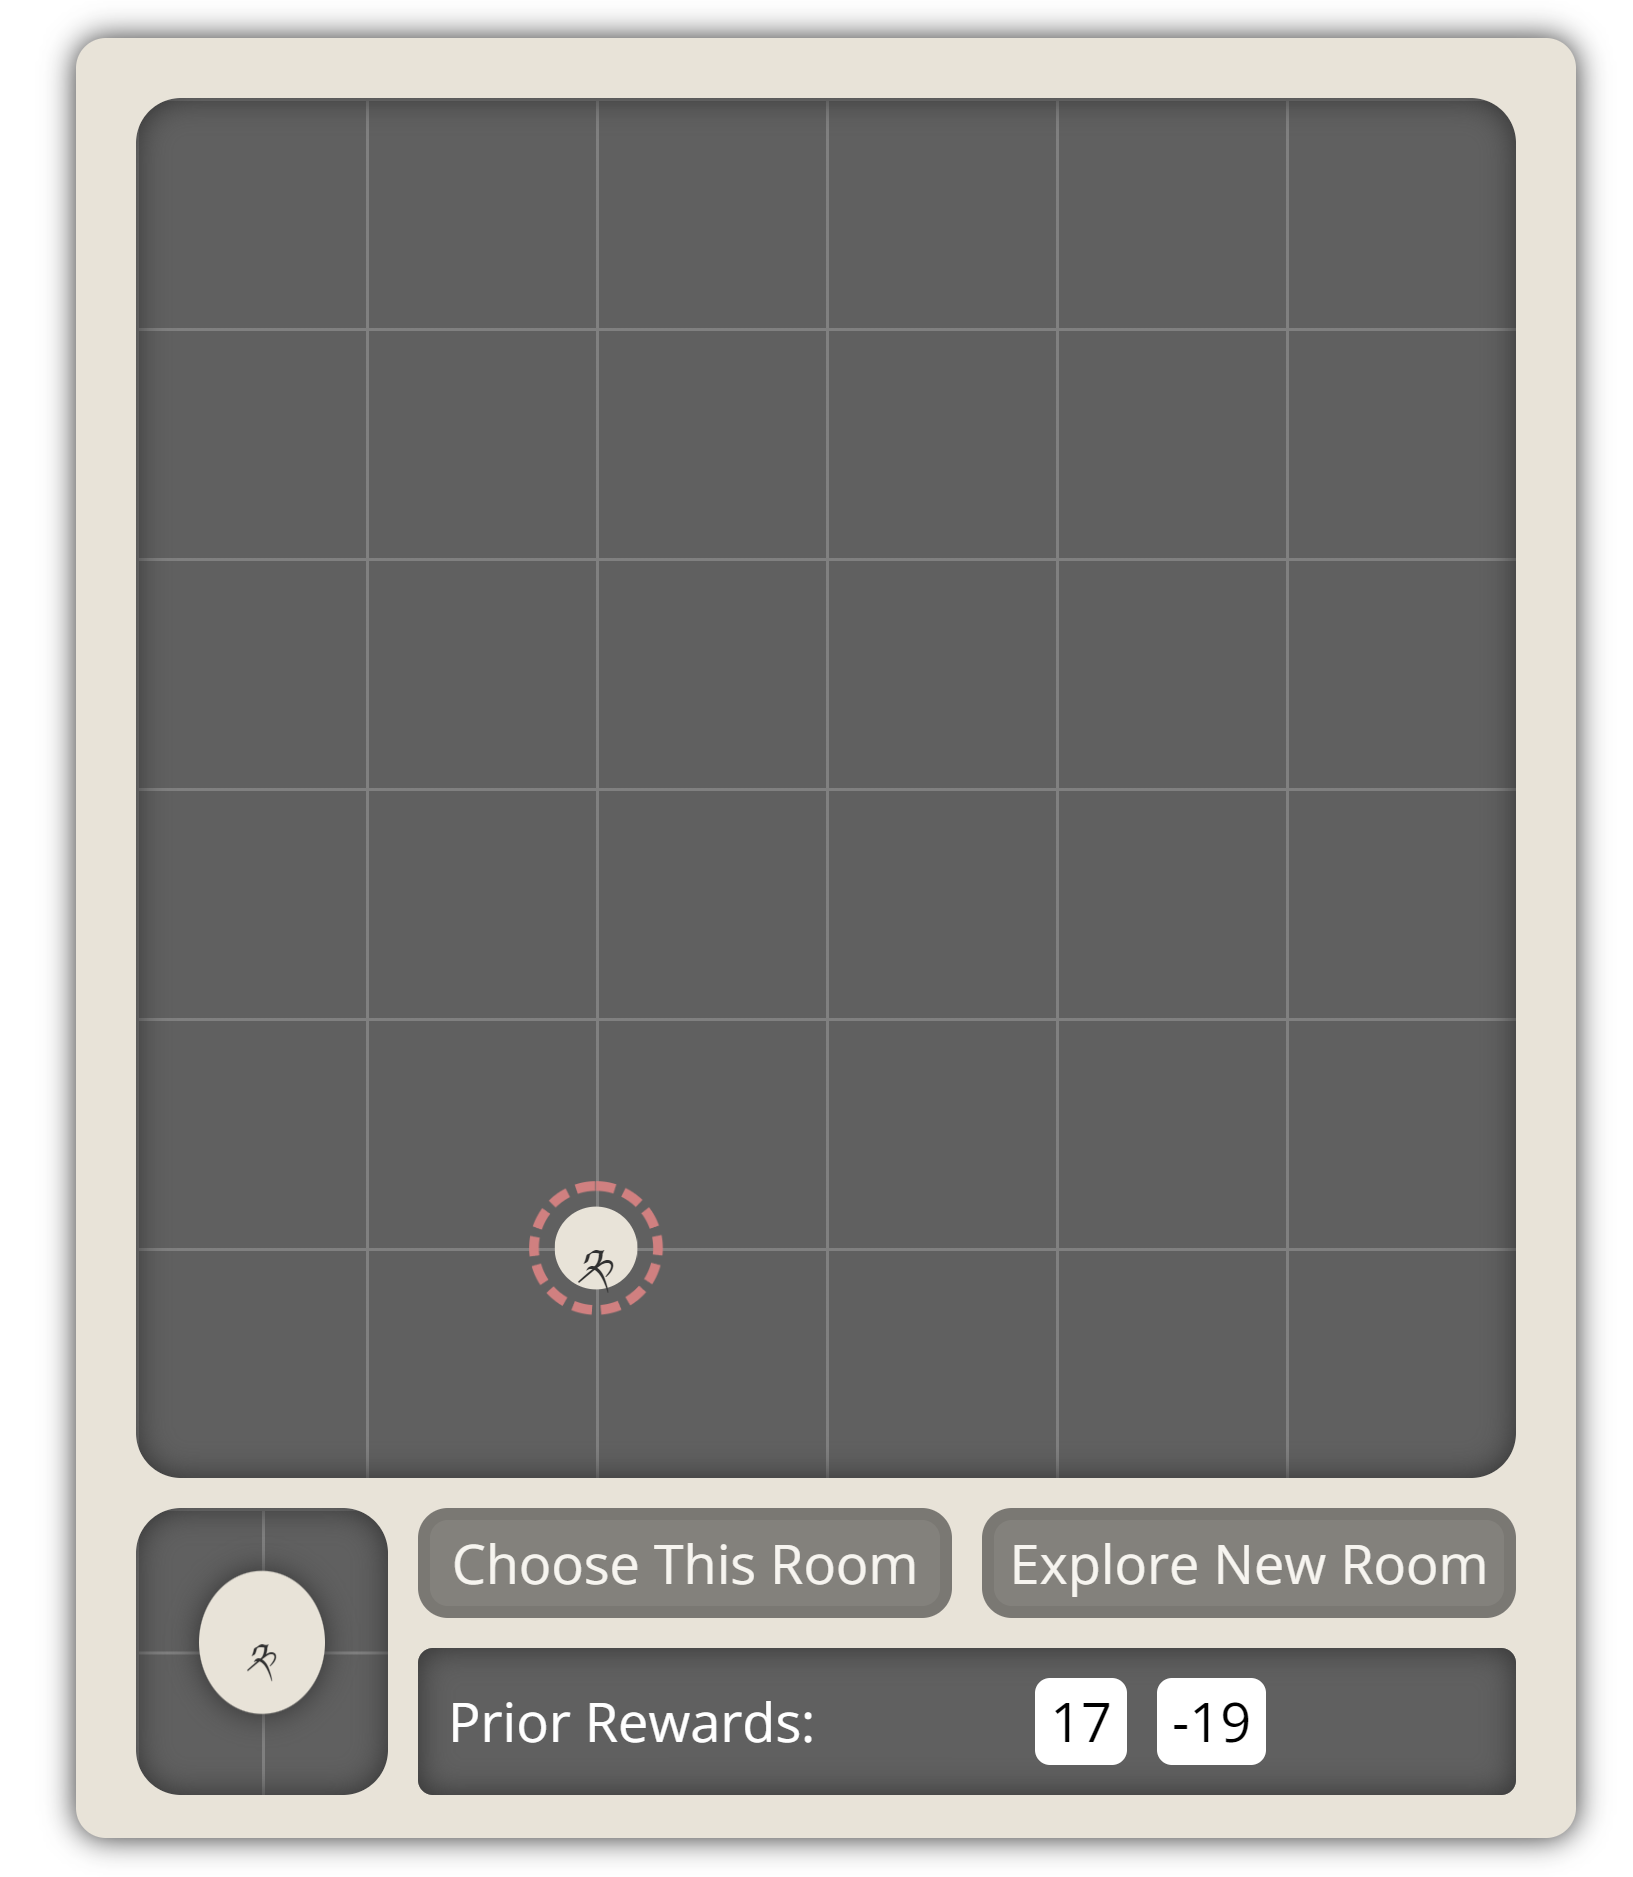 Choose This Room
Explore New Room
Prior Rewards: 17 -19